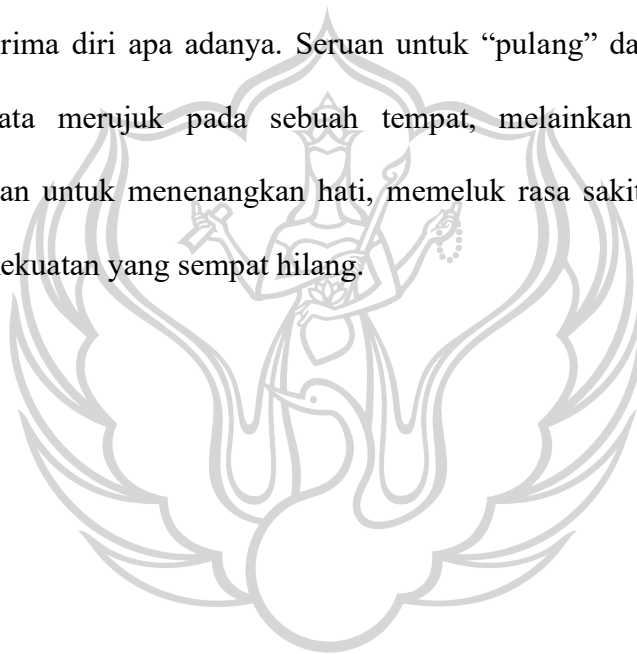 rima diri apa adanya. Seruan untuk “pulang” da
ata merujuk pada sebuah tempat, melainkan
an untuk menenangkan hati, memeluk rasa sakit
kekuatan yang sempat hilang.